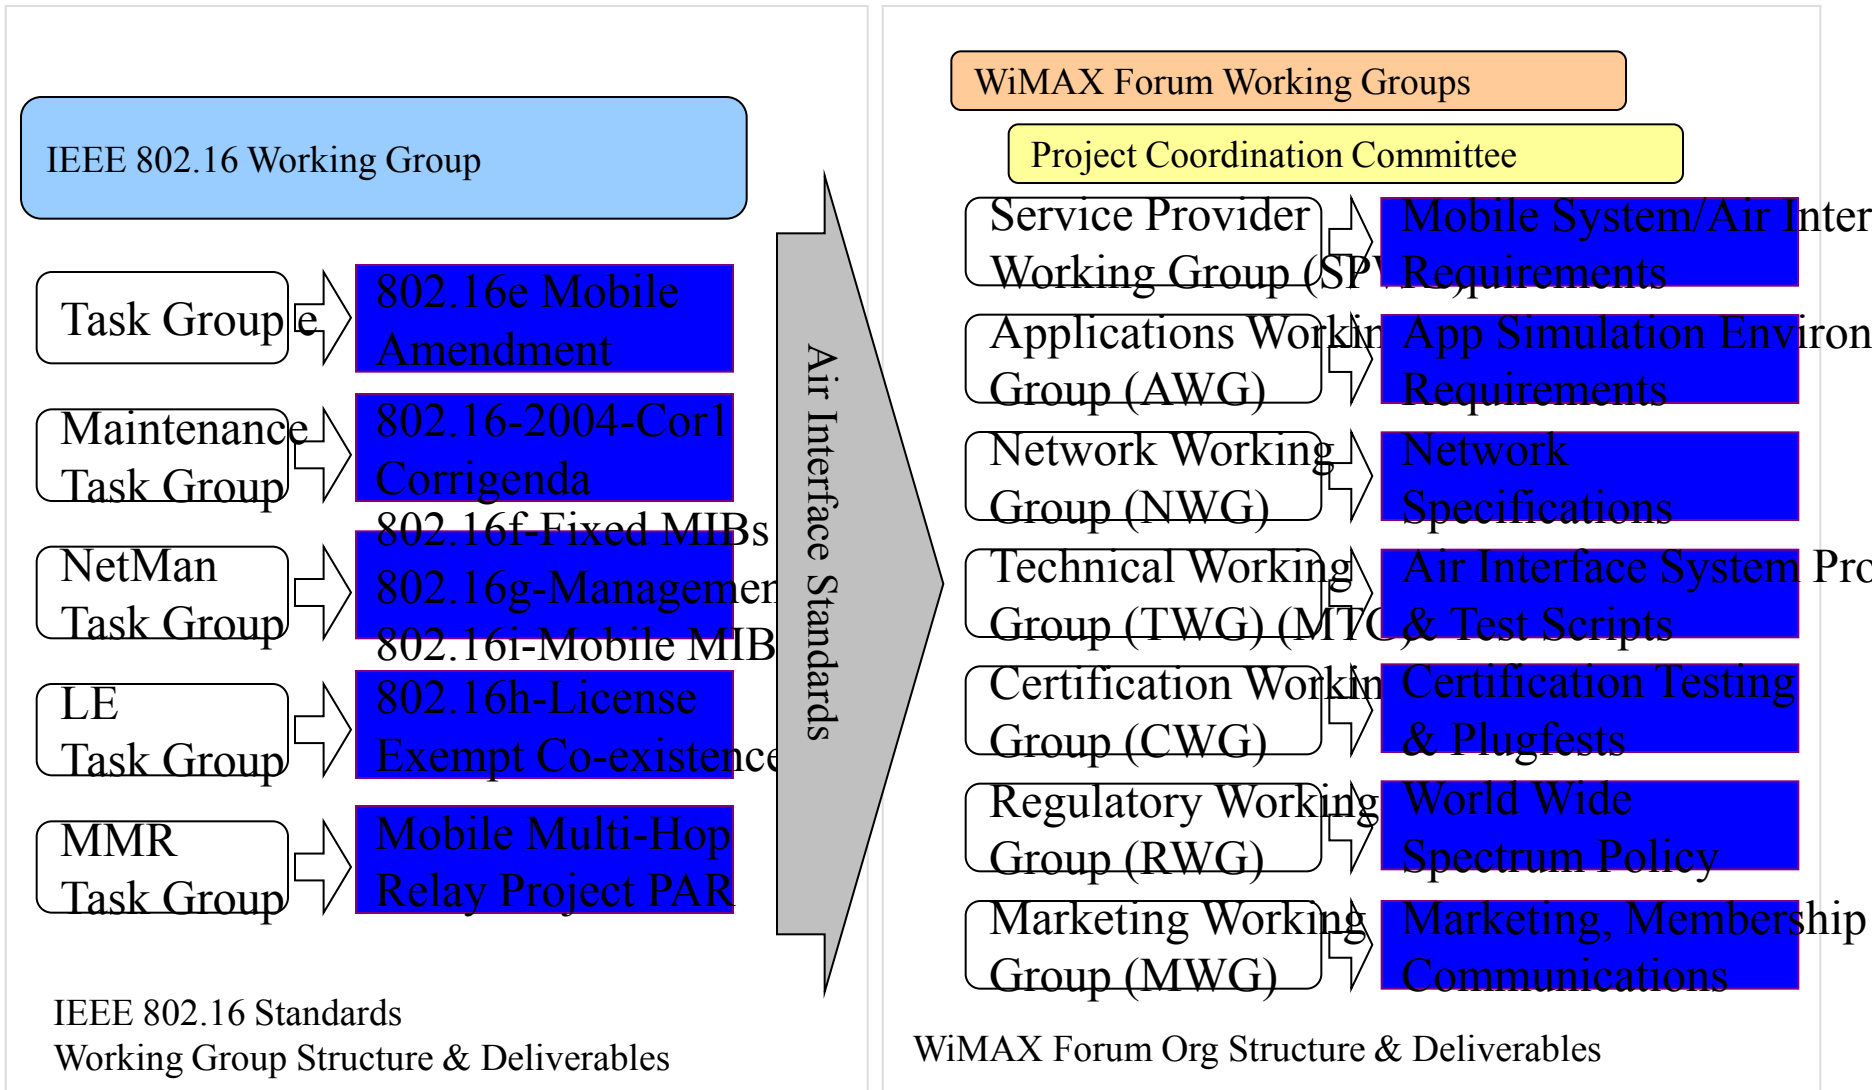 IEEE 802.16 Working Group
Task Group e
802.16e Mobile
Amendment
Maintenance
Task Group
802.16-2004-Cor1
Corrigenda
NetMan
Task Group
802.16f-Fixed MIBs
802.16g-Managemen
802.16i-Mobile MIB
LE
Task Group
802.16h-License
Exempt Co-existence
MMR
Task Group
Mobile Multi-Hop
Relay Project PAR
IEEE 802.16 Standards
Working Group Structure & Deliverables
Air Interface Standards
WiMAX Forum Working Groups
Project Coordination Committee
Service Provider
Working Group
Mobile System/Air Inter
Requirements
Applications Workin
Group (AWG)
App Simulation Environ
Requirements
Network Working
Group (NWG)
Network
Specifications
Technical Working
Group (TWG) (MTG)
Air Interface System Pro
& Test Scripts
Certification Workin
Group (CWG)
Certification Testing
& Plugfests
Regulatory Working
Group (RWG)
World Wide
Spectrum Policy
Marketing Working
Group (MWG)
Marketing, Membership
Communications
WiMAX Forum Org Structure & Deliverables